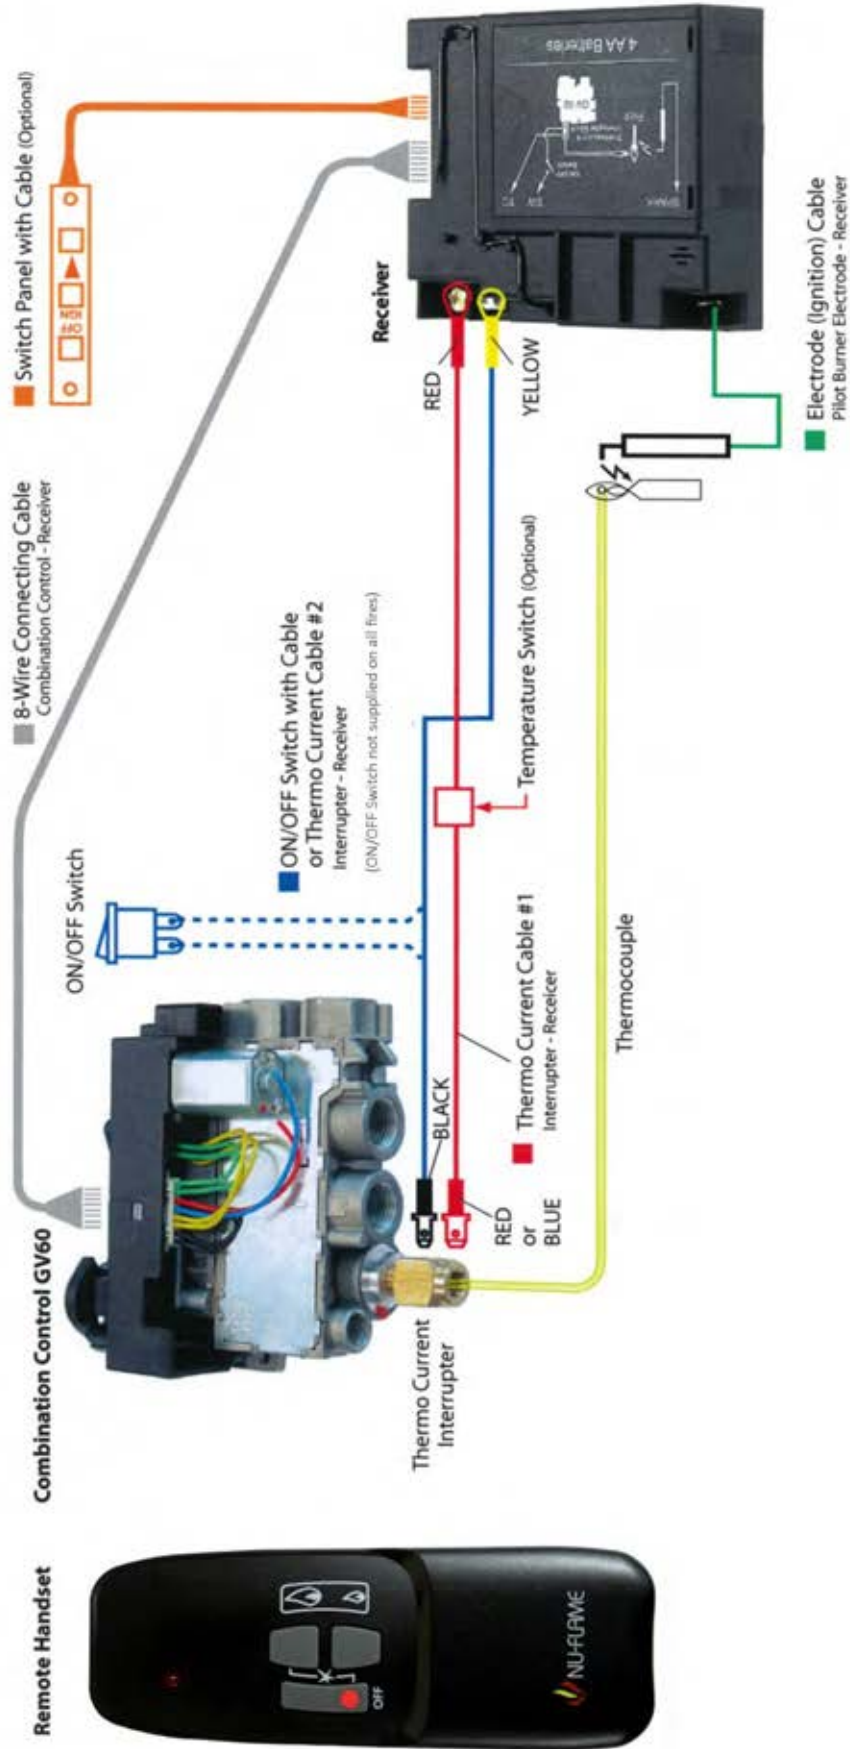 Remote Handset
OFF
NU-FLAME
Combination Control GV60
8-Wire Connecting Cable
Combination Control - Receiver
Switch Panel with Cable (Optional)
OFF
IGN
ON/OFF Switch
ON/OFF Switch with Cable
or Thermo Current Cable #2
Interrupter - Receiver
(ON/OFF Switch not supplied on all fires)
Receiver
4 AA Batteries
TC
SW
SPARK
RED
YELLOW
BLACK
RED
or
BLUE
Thermo Current
Interrupter
Thermo Current Cable #1
Interrupter - Receicer
Temperature Switch (Optional)
Thermocouple
Electrode (Ignition) Cable
Pilot Burner Electrode - Receiver